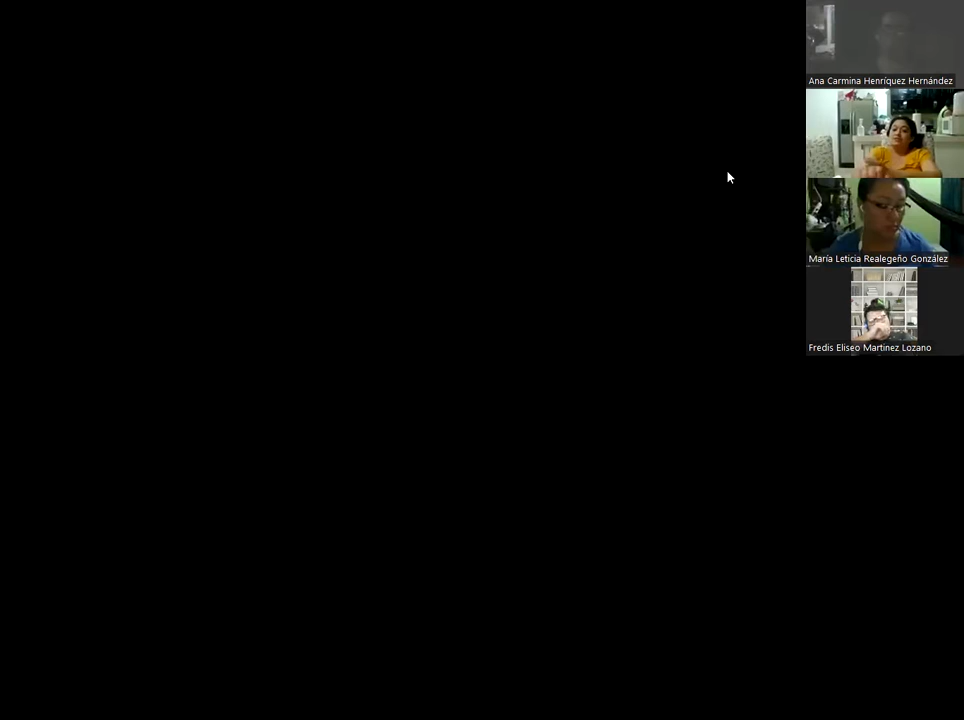 Ana Carmina Henríquez Hernández
María Leticia Realegeño González
Fredis Eliseo Martinez Lozano